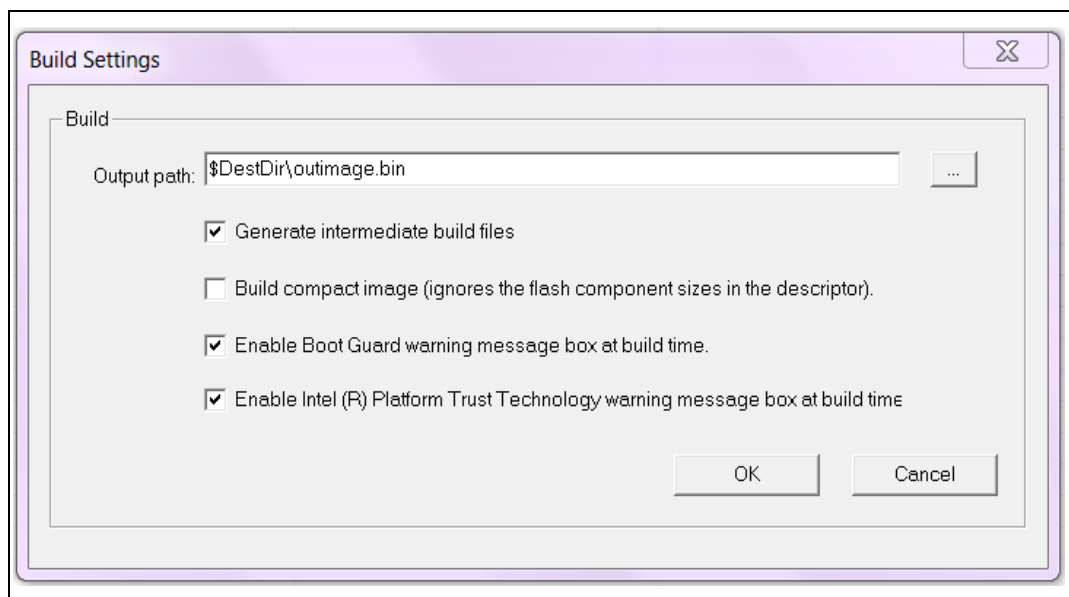 Build Settings
Build
Output path: $DestDir\outimage.bin ...
Generate intermediate build files
Build compact image (ignores the flash component sizes in the descriptor).
Enable Boot Guard warning message box at build time.
Enable Intel (R) Platform Trust Technology warning message box at build time
OK Cancel